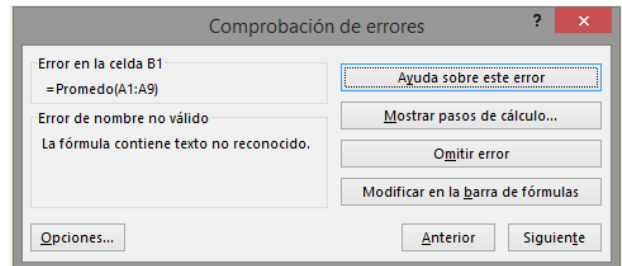 Comprobación de errores
?
×
Error en la celda B1
=Promedo(A1:A9)
Error de nombre no válido
La fórmula contiene texto no reconocido.
Ayuda sobre este error
Mostrar pasos de cálculo...
Omitir error
Modificar en la barra de fórmulas
Opciones...
Anterior
Siguiente